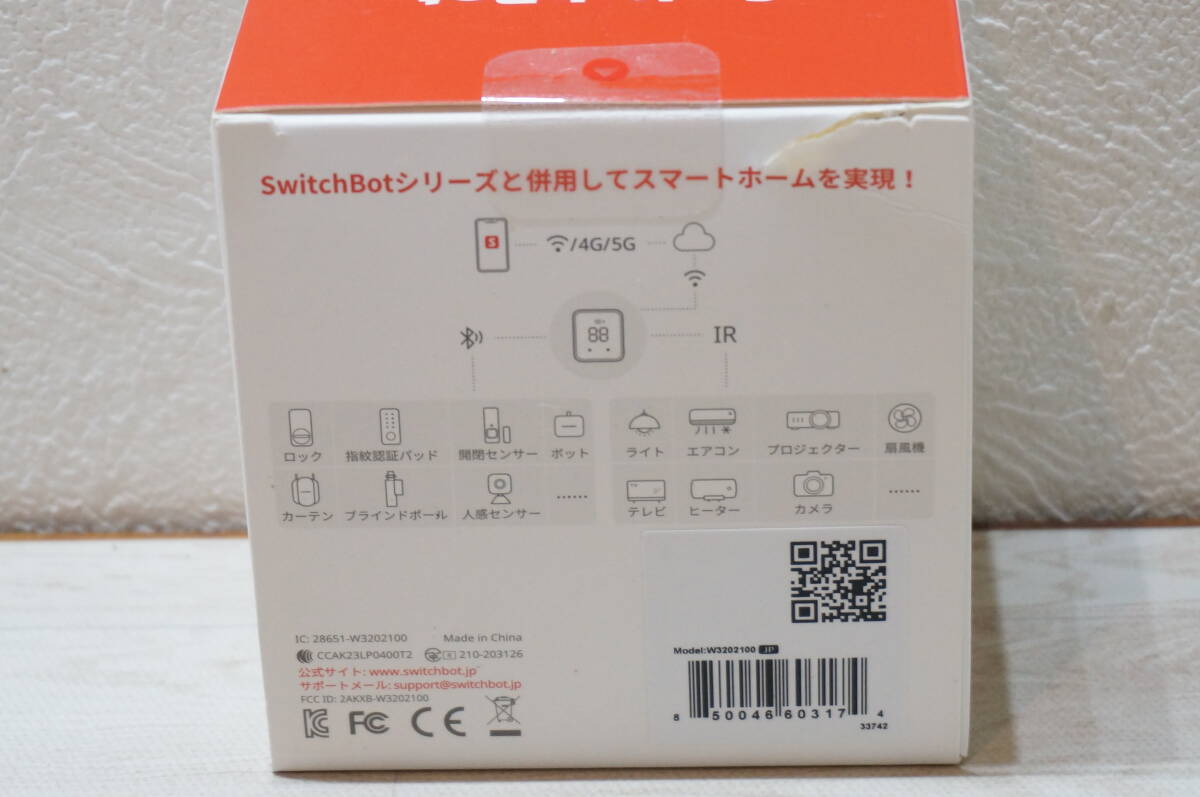 SwitchBotシリーズと併用してスマートホームを実現！
/4G/5G
88
IR
ロック 指紋認証パッド 開閉センサー ボット
ライト エアコン プロジェクター 扇風機
カーテン ブラインドポール 人感センサー ……
テレビ ヒーター カメラ ……
IC: 28651-W3202100 Made in China
CCAK23LP0400T2 R 210-203126
公式サイト: www.switchbot.jp
サポートメール: support@switchbot.jp
FCC ID: 2AKXB-W3202100
FC CE
Model:W3202100 JP
8 50046 60317 4
33742